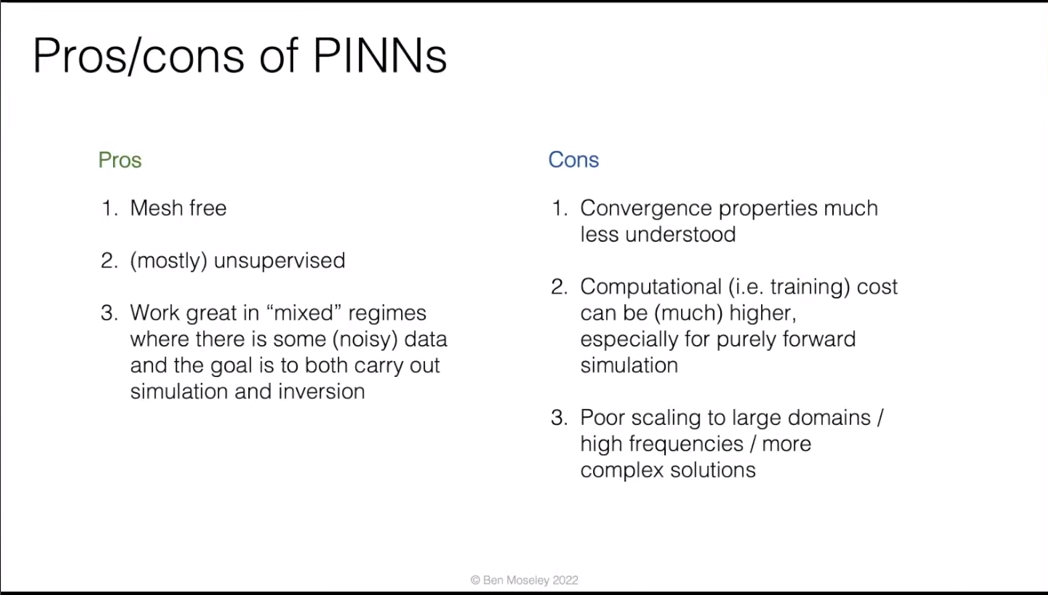 Pros/cons of PINNs
Pros
1. Mesh free
2. (mostly) unsupervised
3. Work great in “mixed” regimes
where there is some (noisy) data
and the goal is to both carry out
simulation and inversion
Cons
1. Convergence properties much
less understood
2. Computational (i.e. training) cost
can be (much) higher,
especially for purely forward
simulation
3. Poor scaling to large domains /
high frequencies / more
complex solutions
© Ben Moseley 2022